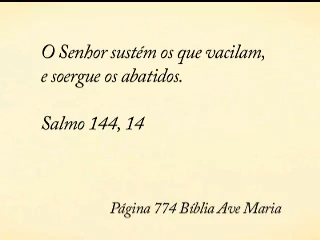 O Senhor sustém os que vacilam,
e soergue os abatidos.
Salmo 144, 14
Página 774 Bíblia Ave Maria